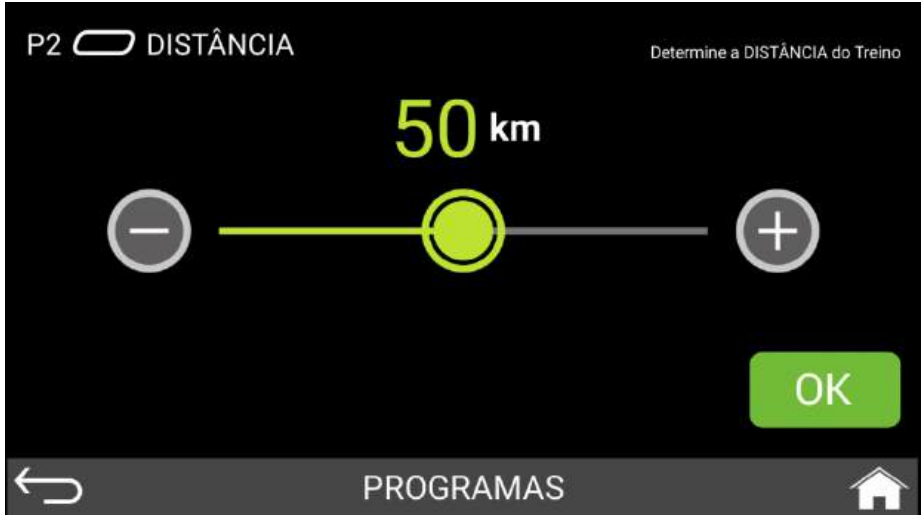 P2 DISTÂNCIA
Determine a DISTÂNCIA do Treino
50 km
OK
PROGRAMAS